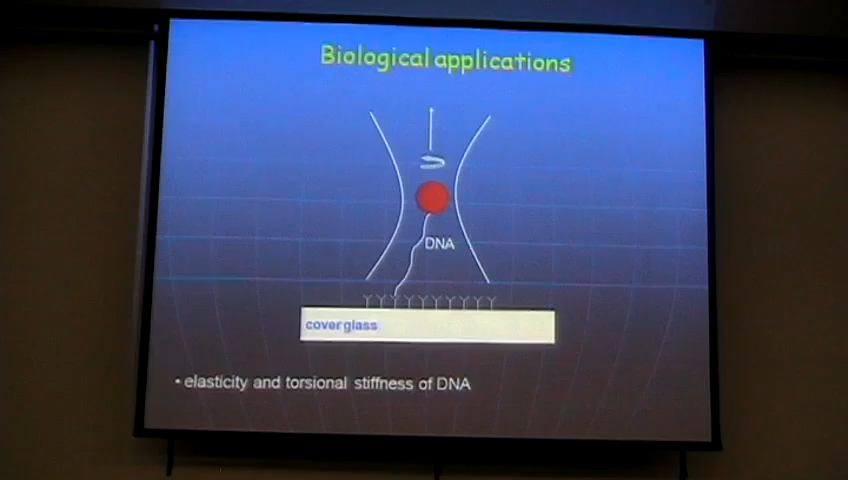 Biological applications
DNA
cover glass
• elasticity and torsional stiffness of DNA